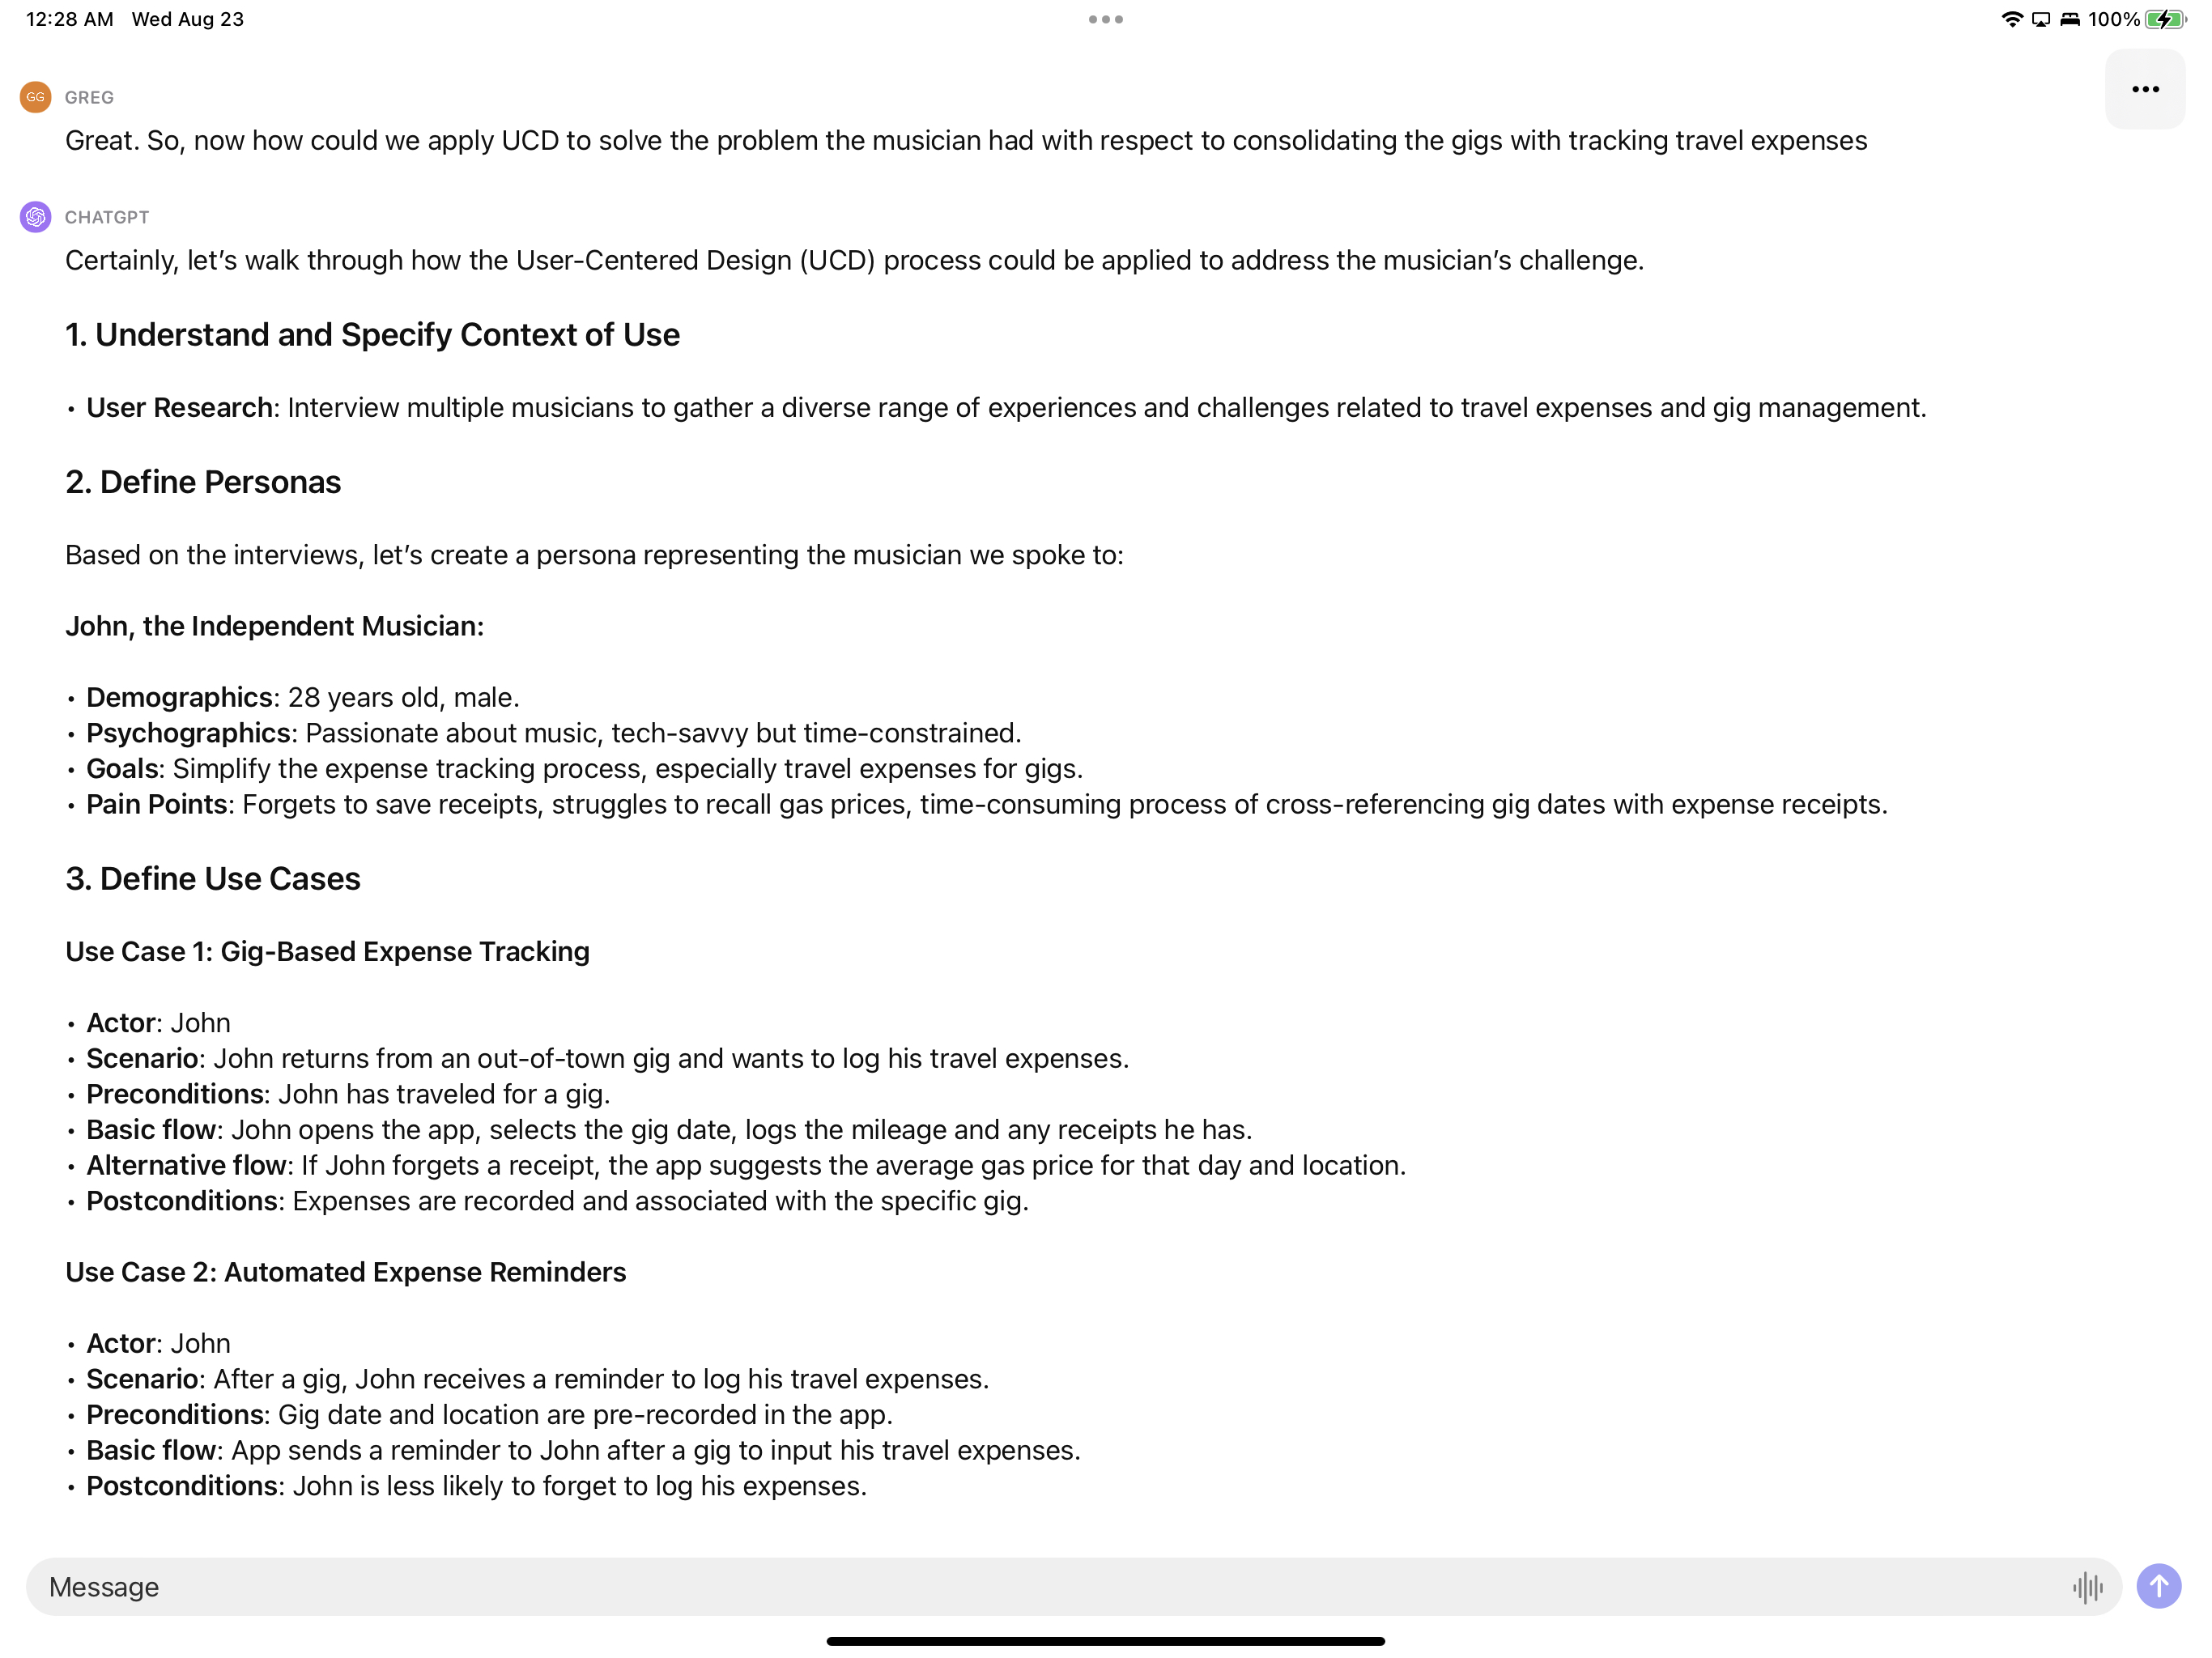 12:28 AM Wed Aug 23
100%
GG GREG
Great. So, now how could we apply UCD to solve the problem the musician had with respect to consolidating the gigs with tracking travel expenses
CHATGPT
Certainly, let’s walk through how the User-Centered Design (UCD) process could be applied to address the musician’s challenge.
1. Understand and Specify Context of Use
• User Research: Interview multiple musicians to gather a diverse range of experiences and challenges related to travel expenses and gig management.
2. Define Personas
Based on the interviews, let’s create a persona representing the musician we spoke to:
John, the Independent Musician:
• Demographics: 28 years old, male.
• Psychographics: Passionate about music, tech-savvy but time-constrained.
• Goals: Simplify the expense tracking process, especially travel expenses for gigs.
• Pain Points: Forgets to save receipts, struggles to recall gas prices, time-consuming process of cross-referencing gig dates with expense receipts.
3. Define Use Cases
Use Case 1: Gig-Based Expense Tracking
• Actor: John
• Scenario: John returns from an out-of-town gig and wants to log his travel expenses.
• Preconditions: John has traveled for a gig.
• Basic flow: John opens the app, selects the gig date, logs the mileage and any receipts he has.
• Alternative flow: If John forgets a receipt, the app suggests the average gas price for that day and location.
• Postconditions: Expenses are recorded and associated with the specific gig.
Use Case 2: Automated Expense Reminders
• Actor: John
• Scenario: After a gig, John receives a reminder to log his travel expenses.
• Preconditions: Gig date and location are pre-recorded in the app.
• Basic flow: App sends a reminder to John after a gig to input his travel expenses.
• Postconditions: John is less likely to forget to log his expenses.
Message